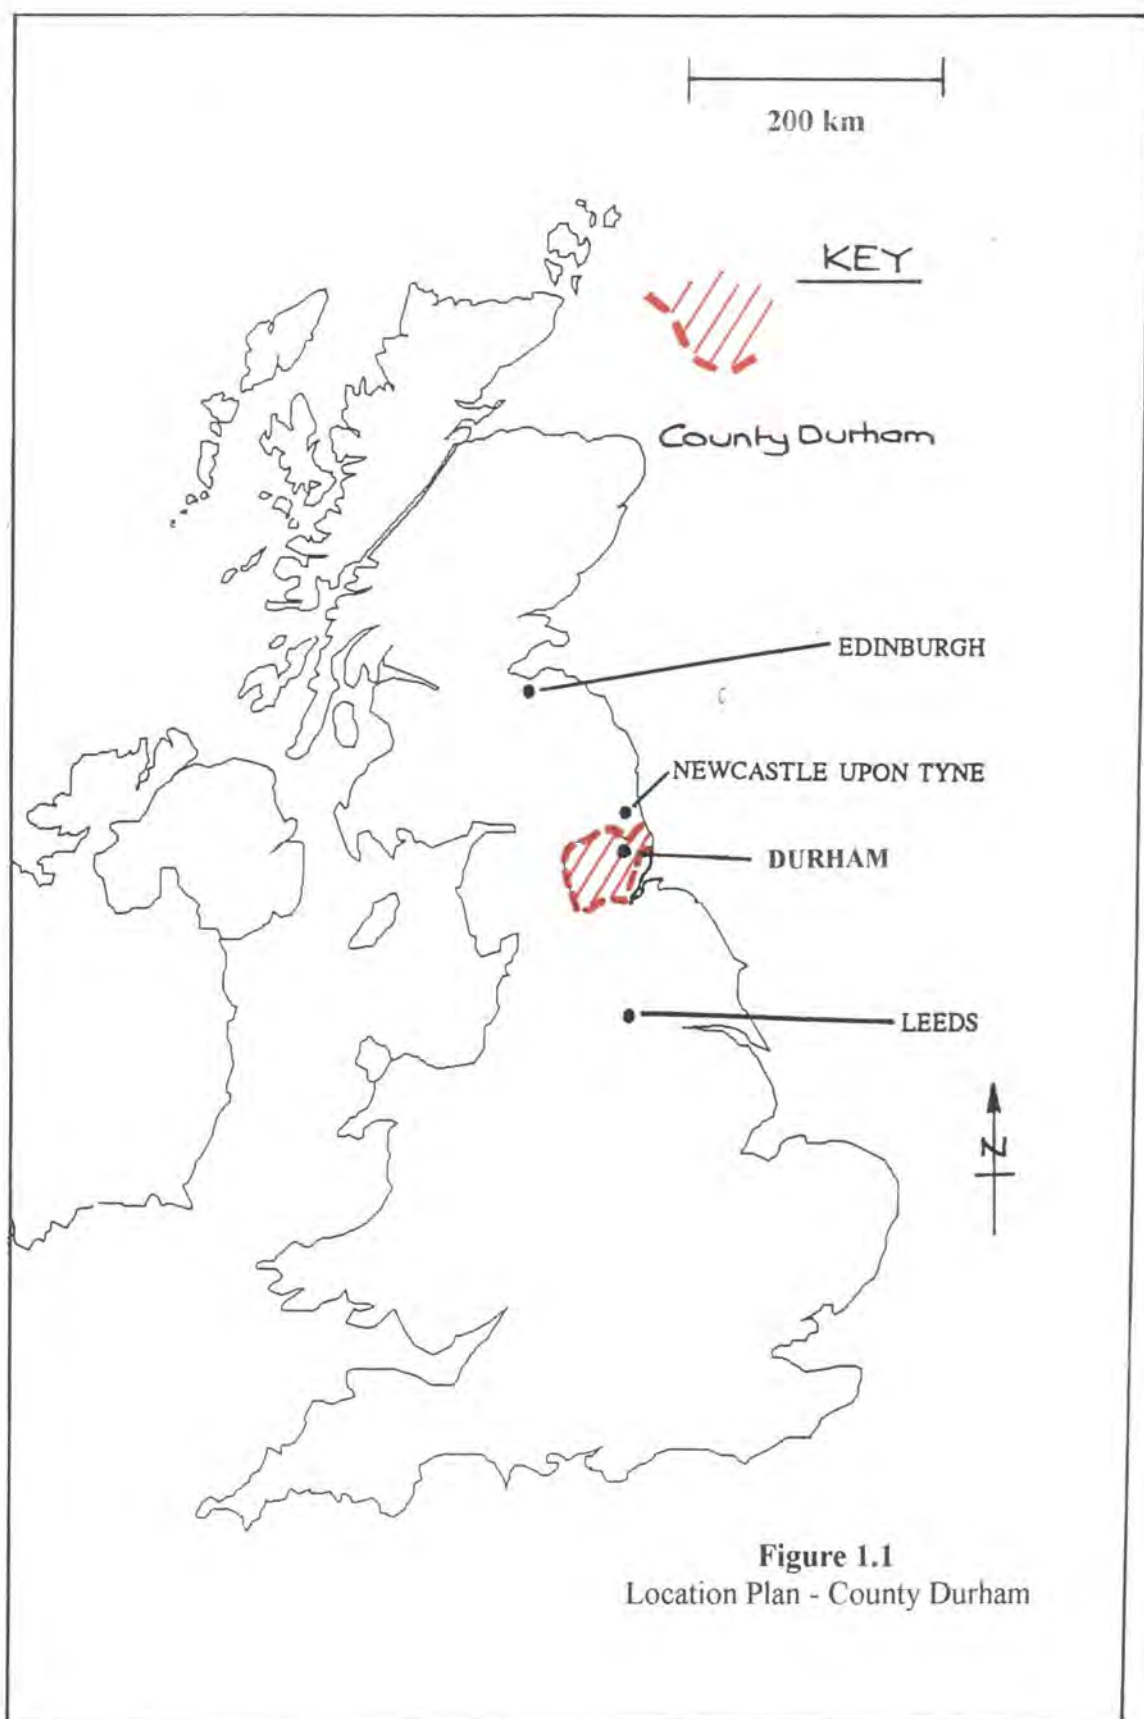 200 km
KEY
County Durham
EDINBURGH
NEWCASTLE UPON TYNE
DURHAM
LEEDS
N
Figure 1.1
Location Plan - County Durham